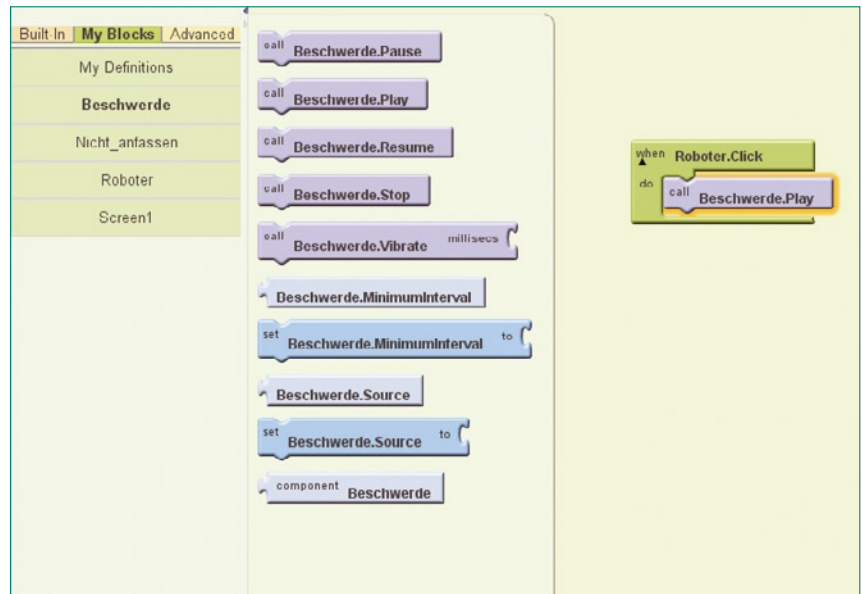 Built-In My Blocks Advanced
My Definitions
Beschwerde
Nicht_anfassen
Roboter
Screen1
call Beschwerde.Pause
call Beschwerde.Play
call Beschwerde.Resume
call Beschwerde.Stop
call Beschwerde.Vibrate millisecs
Beschwerde.MinimumInterval
set Beschwerde.MinimumInterval to
Beschwerde.Source
set Beschwerde.Source to
component Beschwerde
when Roboter.Click
do call Beschwerde.Play